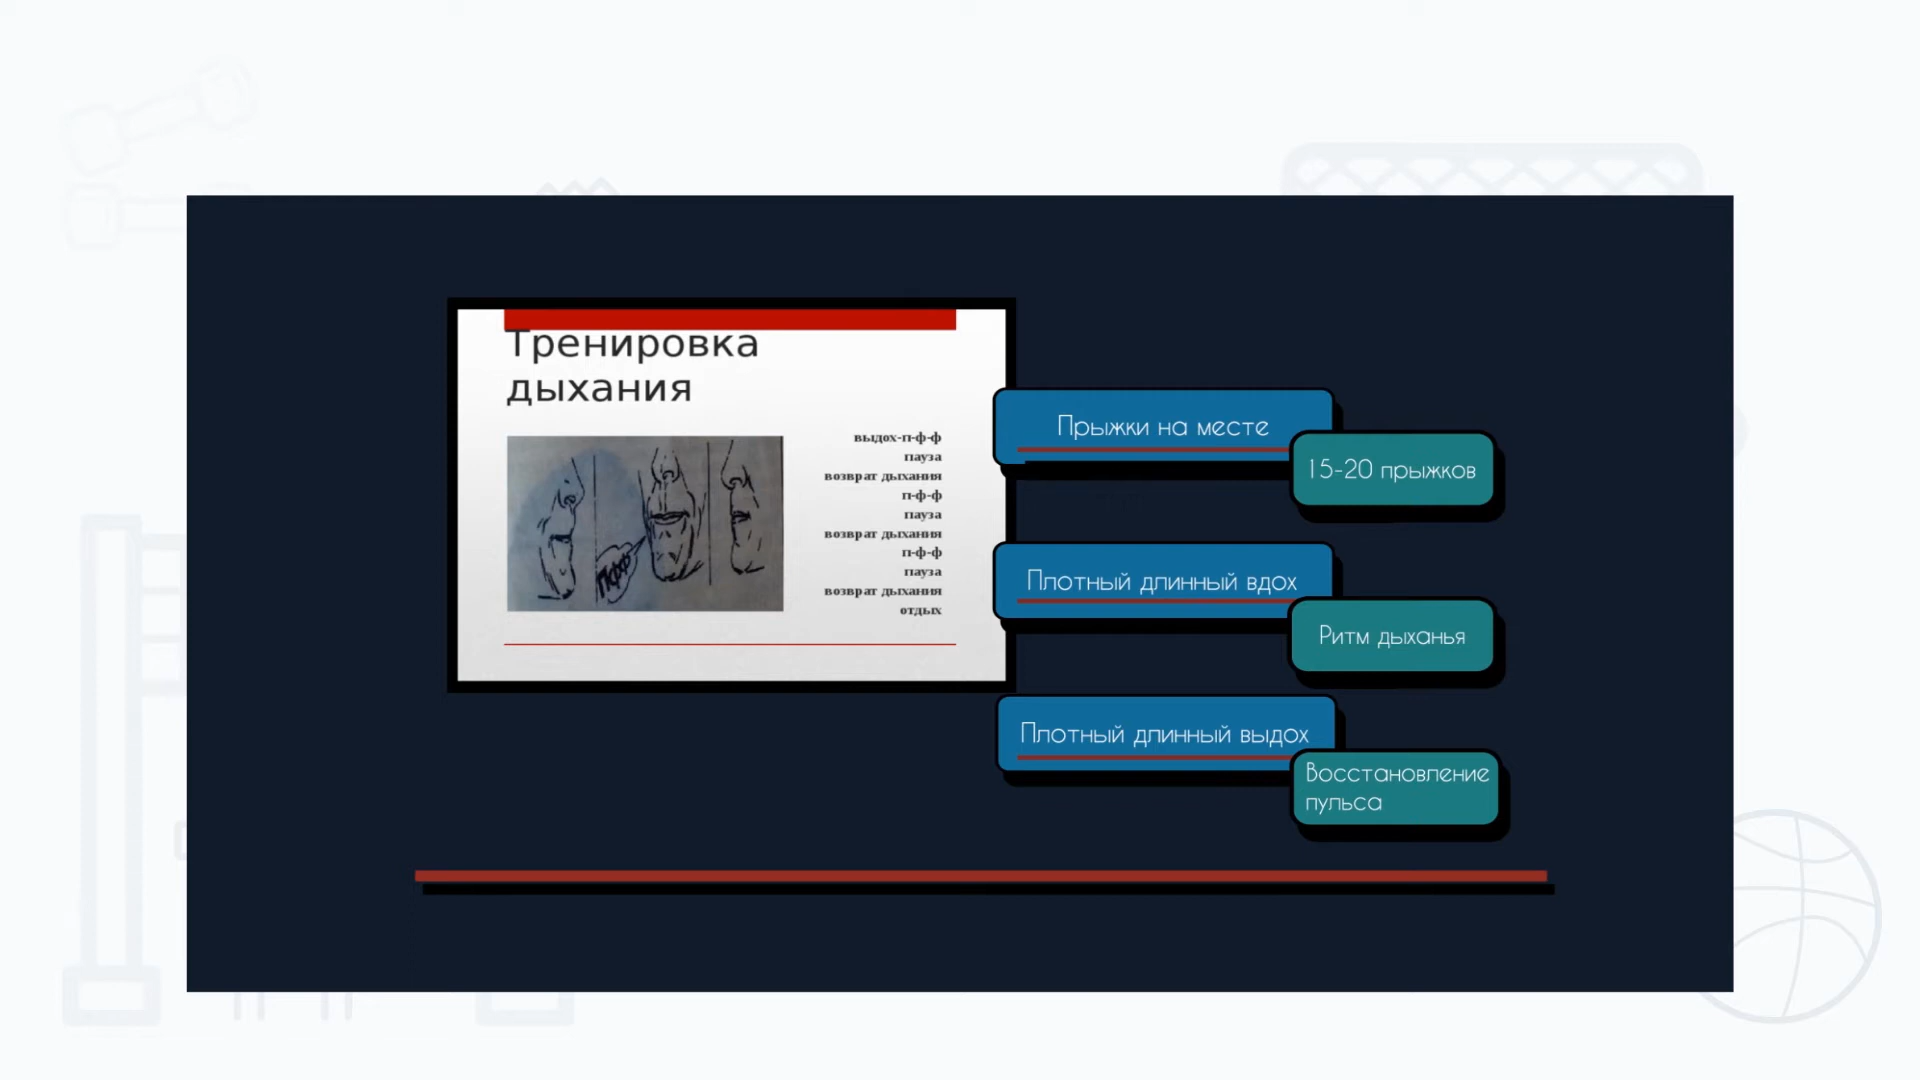 Тренировка
дыхания
выдох-п-ф-ф
пауза
возврат дыхания
п-ф-ф
пауза
возврат дыхания
п-ф-ф
пауза
возврат дыхания
отдых
Пффф
Прыжки на месте
15-20 прыжков
Плотный длинный вдох
Ритм дыханья
Плотный длинный выдох
Восстановление
пульса